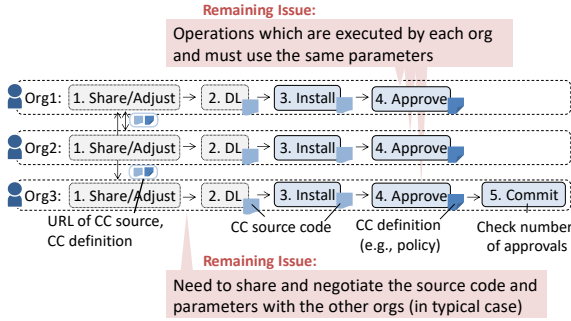 Remaining Issue:
Operations which are executed by each org
and must use the same parameters
Org1: 1. Share/Adjust 2. DL 3. Install 4. Approve
Org2: 1. Share/Adjust 2. DL 3. Install 4. Approve
Org3: 1. Share/Adjust 2. DL 3. Install 4. Approve 5. Commit
URL of CC source,
CC definition
CC source code
CC definition
(e.g., policy)
Check number
of approvals
Remaining Issue:
Need to share and negotiate the source code and
parameters with the other orgs (in typical case)